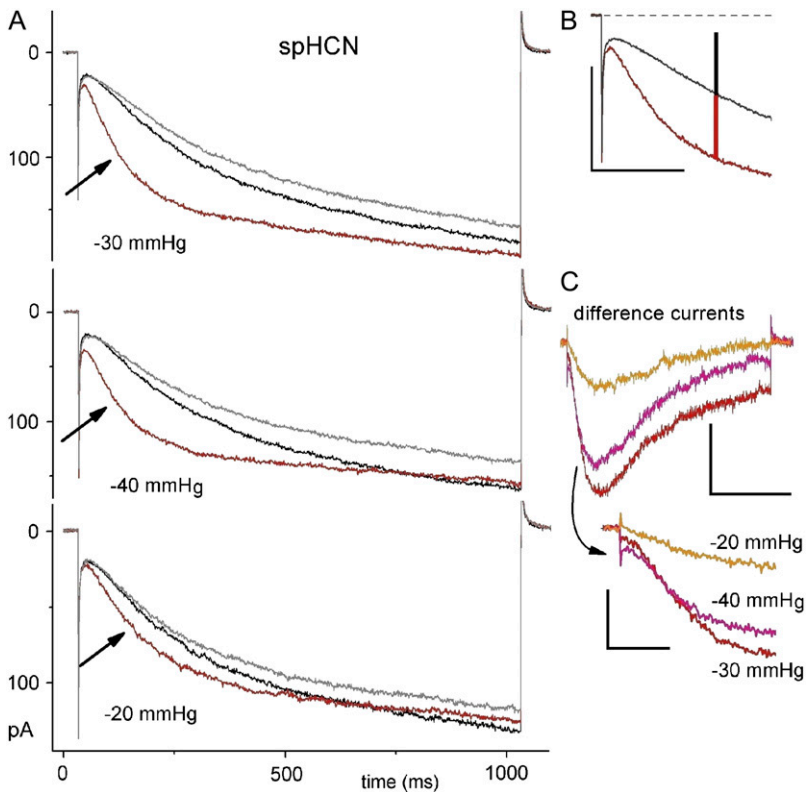 A
spHCN
0
100
-30 mmHg
0
100
-40 mmHg
0
100
pA
-20 mmHg
0 500 1000
time (ms)
B
C
difference currents
-20 mmHg
-40 mmHg
-30 mmHg